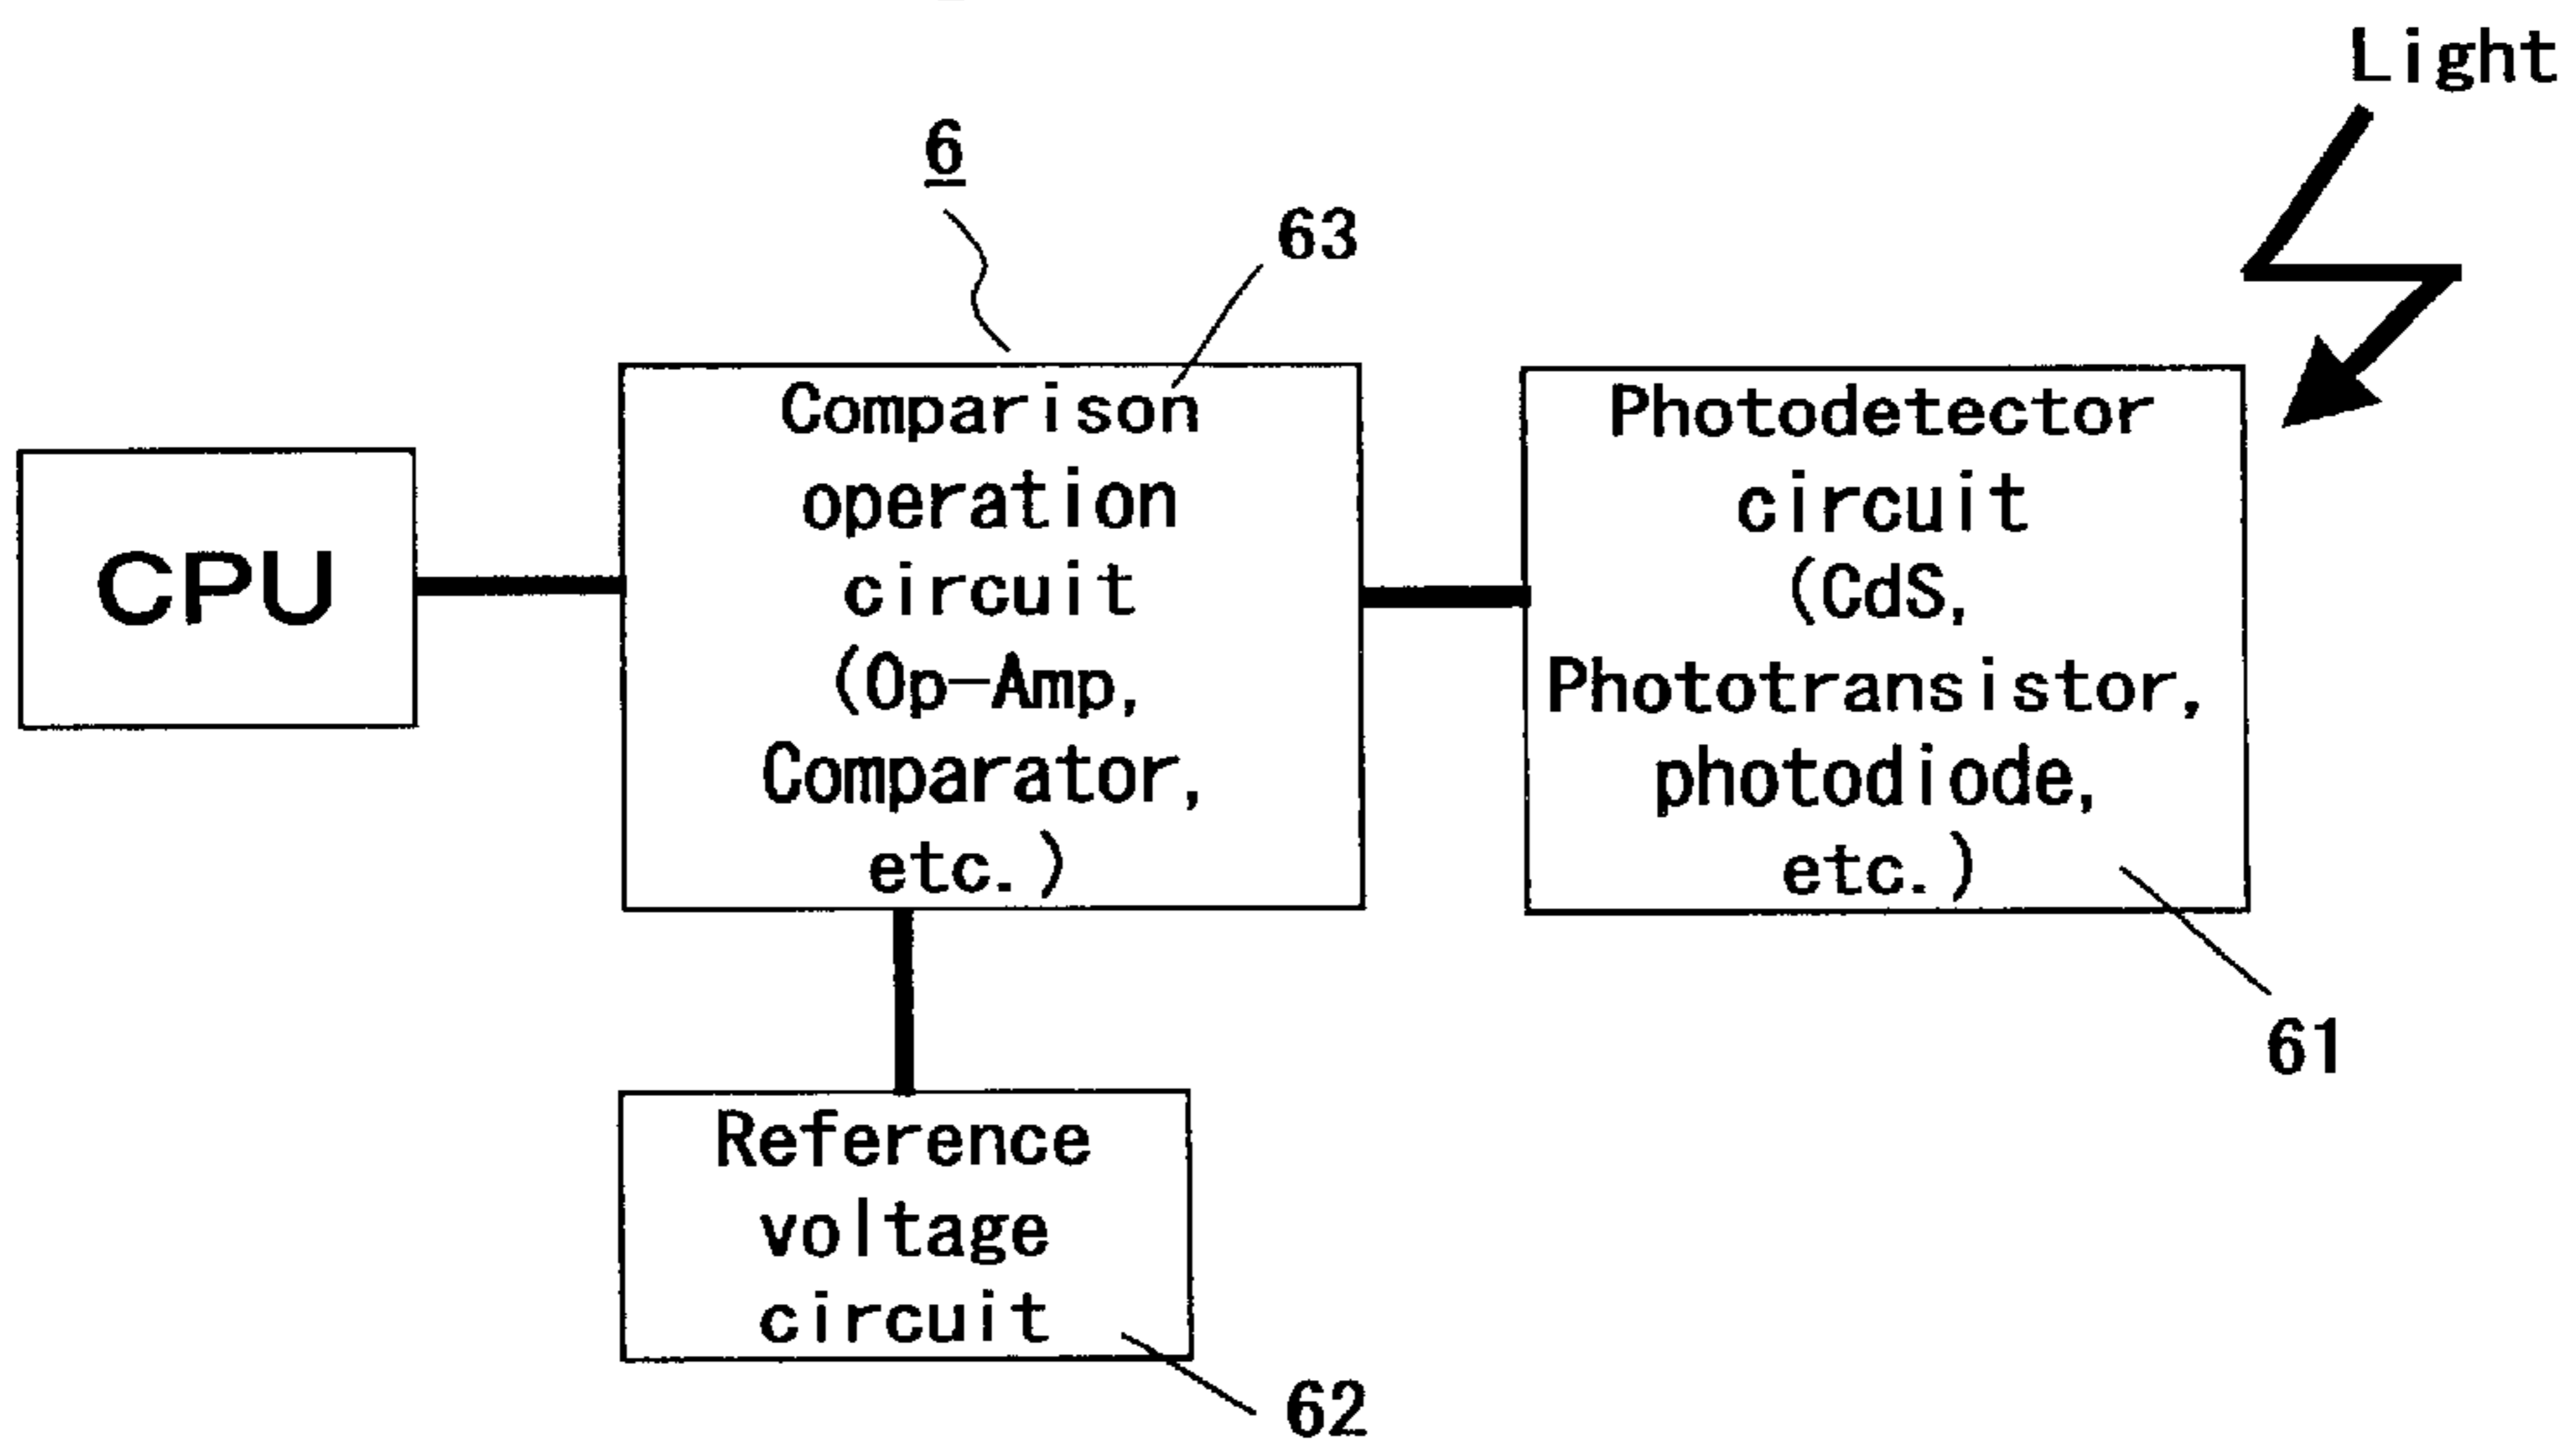 Light
6
63
Comparison
operation
circuit
(Op-Amp,
Comparator,
etc.)
Photodetector
circuit
(CdS,
Phototransistor,
photodiode,
etc.)
CPU
61
Reference
voltage
circuit
62